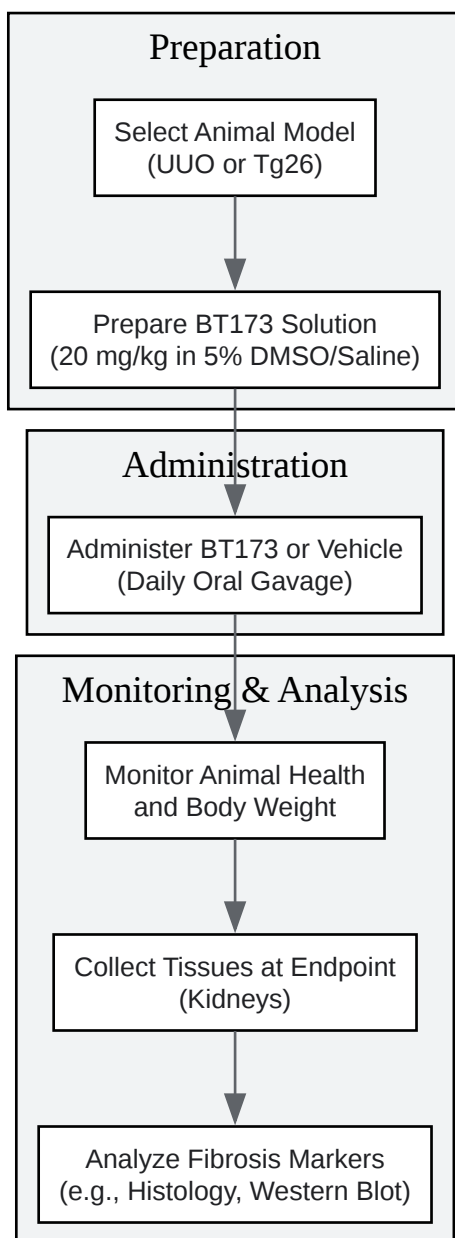 Preparation
Select Animal Model
(UUO or Tg26)
Prepare BT173 Solution
(20 mg/kg in 5% DMSO/Saline)
Administration
Administer BT173 or Vehicle
(Daily Oral Gavage)
Monitoring & Analysis
Monitor Animal Health
and Body Weight
Collect Tissues at Endpoint
(Kidneys)
Analyze Fibrosis Markers
(e.g., Histology, Western Blot)